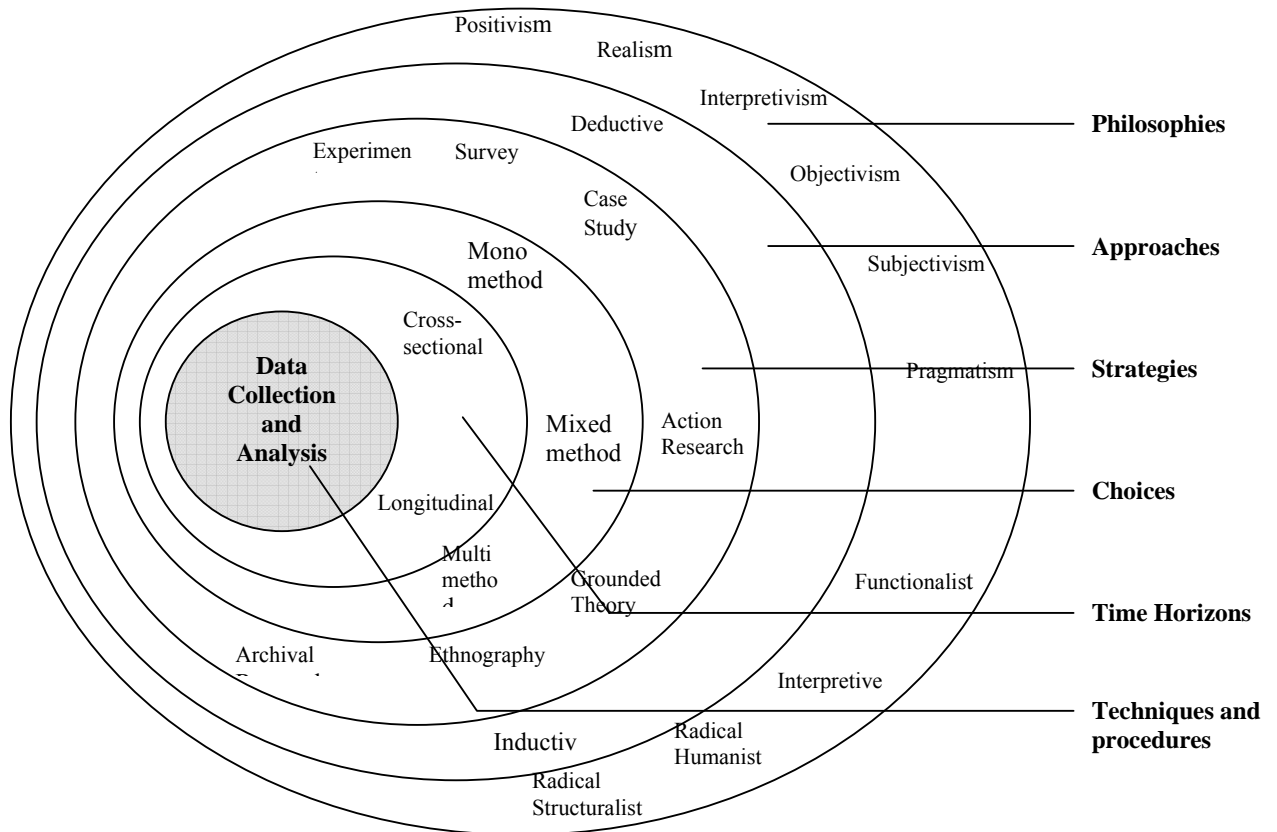 Positivism
Realism
Interpretivism
Philosophies
Deductive
Experimen
Survey
Objectivism
Case
Study
Approaches
Mono
method
Subjectivism
Cross-
sectional
Data
Collection
and
Analysis
Pragmatism
Strategies
Mixed
method
Action
Research
Choices
Longitudinal
Multi
metho
d
Grounded
Theory
Functionalist
Time Horizons
Archival
Ethnography
Interpretive
Techniques and
procedures
Inductiv
Radical
Humanist
Radical
Structuralist